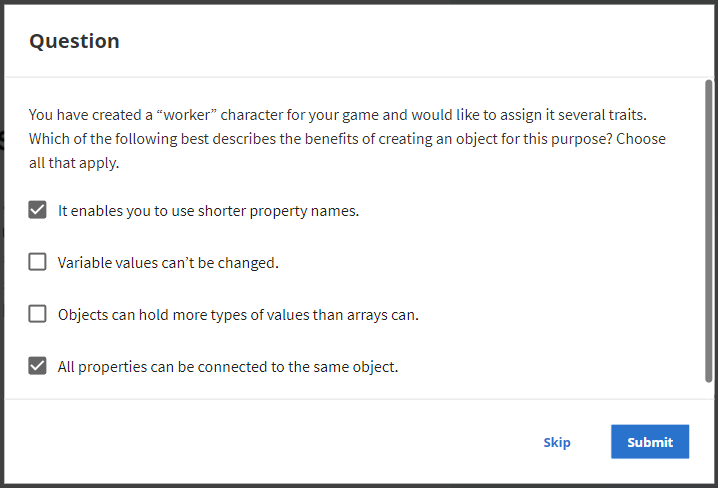 Question
You have created a “worker” character for your game and would like to assign it several traits.
Which of the following best describes the benefits of creating an object for this purpose? Choose
all that apply.
It enables you to use shorter property names.
Variable values can’t be changed.
Objects can hold more types of values than arrays can.
All properties can be connected to the same object.
Skip
Submit